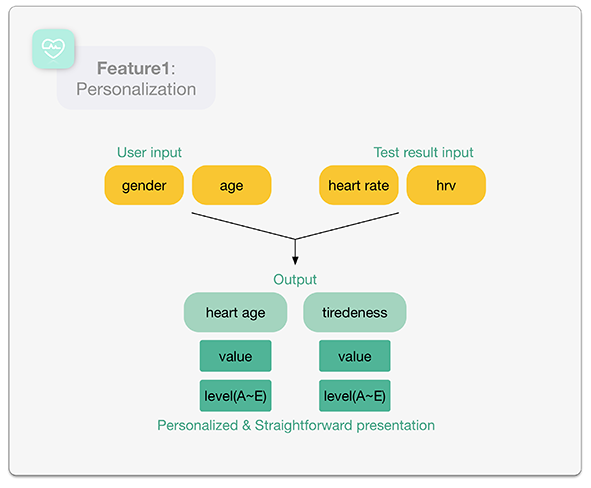 Feature1:
Personalization
User input
Test result input
gender
age
heart rate
hrv
Output
heart age
tiredeness
value
value
level(A~E)
level(A~E)
Personalized & Straightforward presentation